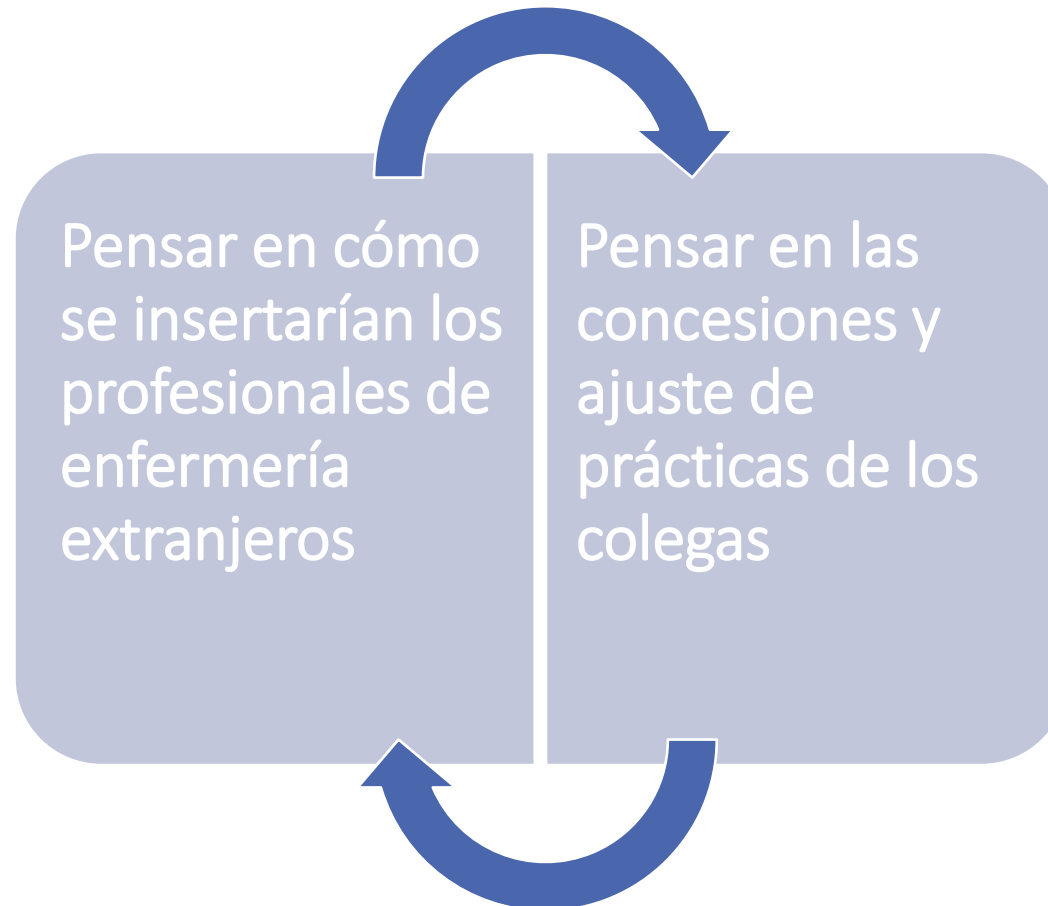 Pensar en cómo
se insertarían los
profesionales de
enfermería
extranjeros
Pensar en las
concesiones y
ajuste de
prácticas de los
colegas